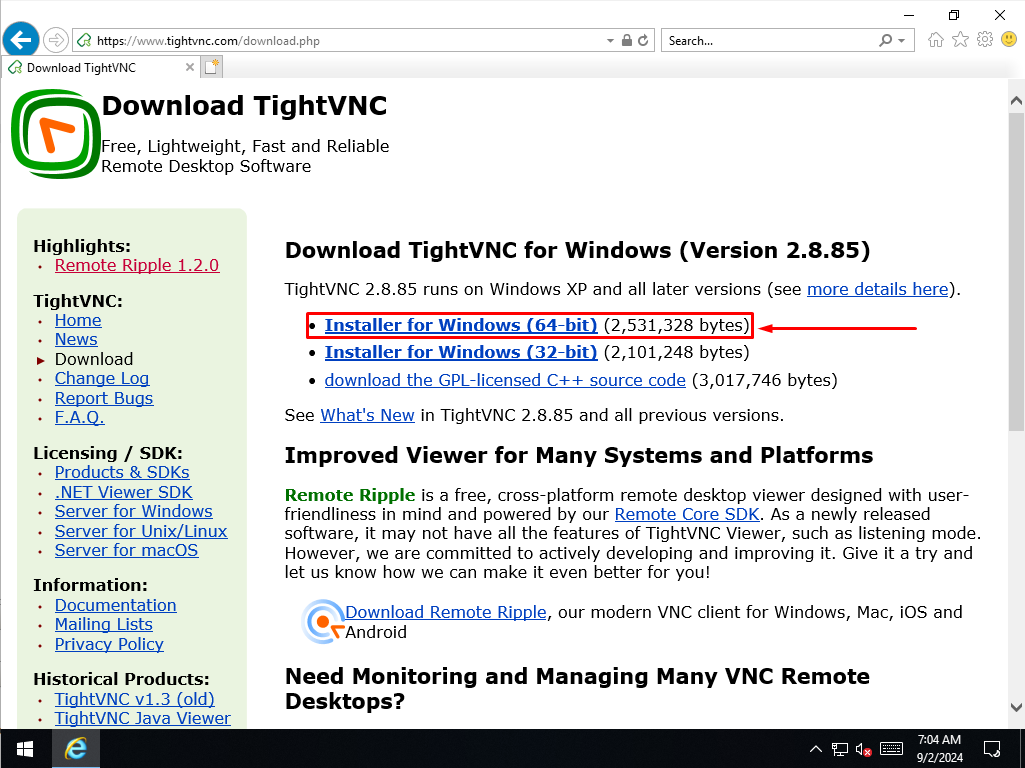 https://www.tightvnc.com/download.php
Search...
Download TightVNC
Download TightVNC
Free, Lightweight, Fast and Reliable
Remote Desktop Software
Highlights:
Remote Ripple 1.2.0
TightVNC:
Home
News
Download
Change Log
Report Bugs
F.A.Q.
Licensing / SDK:
Products & SDKs
.NET Viewer SDK
Server for Windows
Server for Unix/Linux
Server for macOS
Information:
Documentation
Mailing Lists
Privacy Policy
Historical Products:
TightVNC v1.3 (old)
TightVNC Java Viewer
Download TightVNC for Windows (Version 2.8.85)
TightVNC 2.8.85 runs on Windows XP and all later versions (see more details here).
Installer for Windows (64-bit) (2,531,328 bytes)
Installer for Windows (32-bit) (2,101,248 bytes)
download the GPL-licensed C++ source code (3,017,746 bytes)
See What's New in TightVNC 2.8.85 and all previous versions.
Improved Viewer for Many Systems and Platforms
Remote Ripple is a free, cross-platform remote desktop viewer designed with user-
friendliness in mind and powered by our Remote Core SDK. As a newly released
software, it may not have all the features of TightVNC Viewer, such as listening mode.
However, we are committed to actively developing and improving it. Give it a try and
let us know how we can make it even better for you!
Download Remote Ripple, our modern VNC client for Windows, Mac, iOS and
Android
Need Monitoring and Managing Many VNC Remote
Desktops?
7:04 AM
9/2/2024